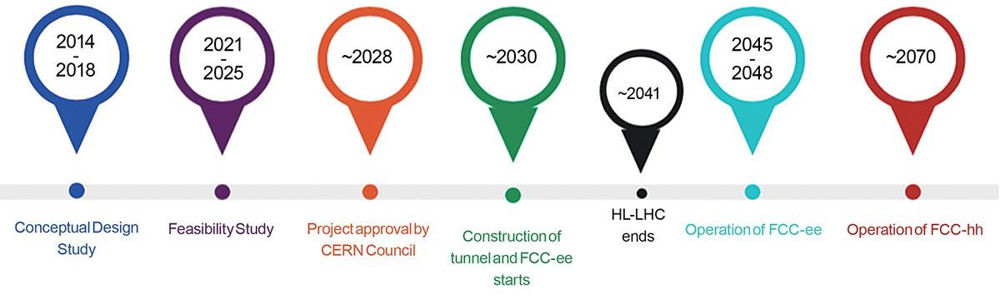 2014
-
2018
2021
-
2025
~2028
~2030
~2041
2045
-
2048
~2070
Conceptual Design
Study
Feasibility Study
Project approval by
CERN Council
Construction of
tunnel and FCC-ee
starts
HL-LHC
ends
Operation of FCC-ee
Operation of FCC-hh